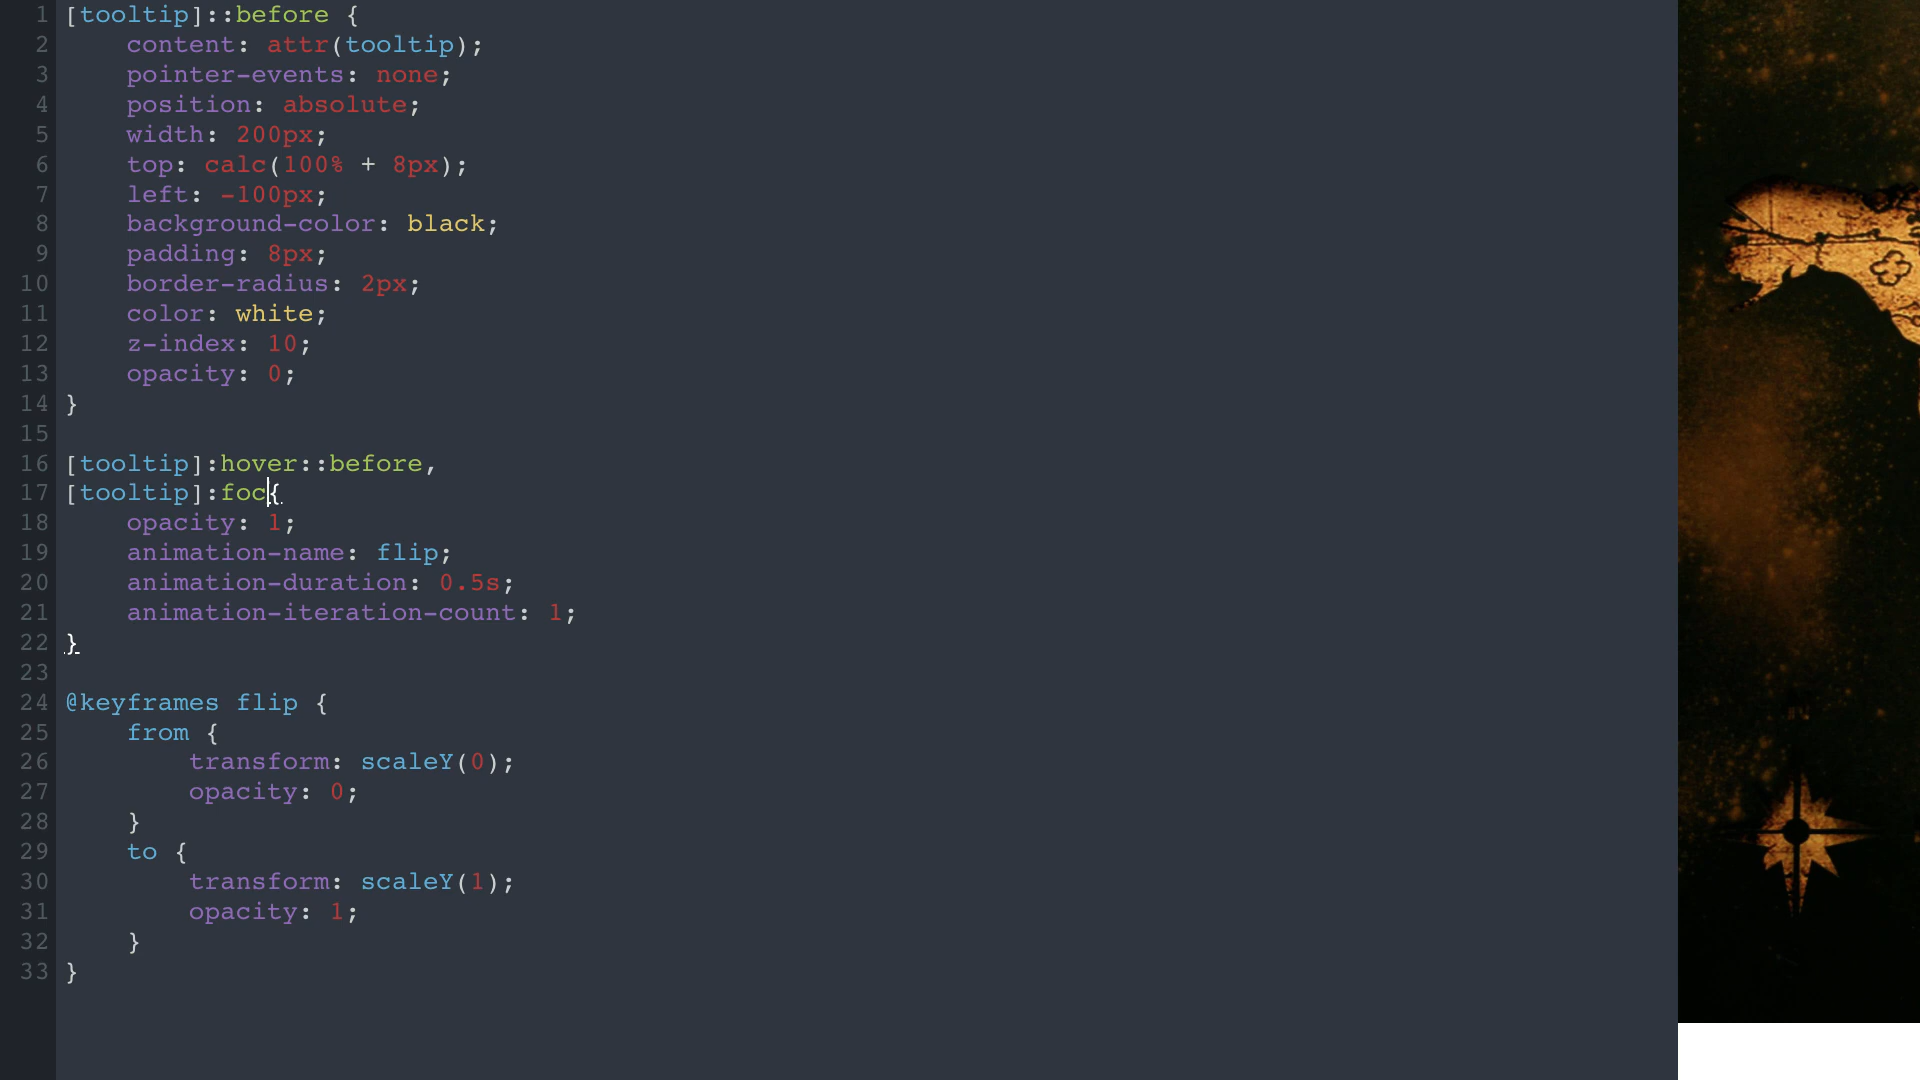 1 [tooltip]::before {
2 content: attr(tooltip);
3 pointer-events: none;
4 position: absolute;
5 width: 200px;
6 top: calc(100% + 8px);
7 left: -100px;
8 background-color: black;
9 padding: 8px;
10 border-radius: 2px;
11 color: white;
12 z-index: 10;
13 opacity: 0;
14 }
15
16 [tooltip]:hover::before,
17 [tooltip]:foc{
18 opacity: 1;
19 animation-name: flip;
20 animation-duration: 0.5s;
21 animation-iteration-count: 1;
22 }
23
24 @keyframes flip {
25 from {
26 transform: scaleY(0);
27 opacity: 0;
28 }
29 to {
30 transform: scaleY(1);
31 opacity: 1;
32 }
33 }